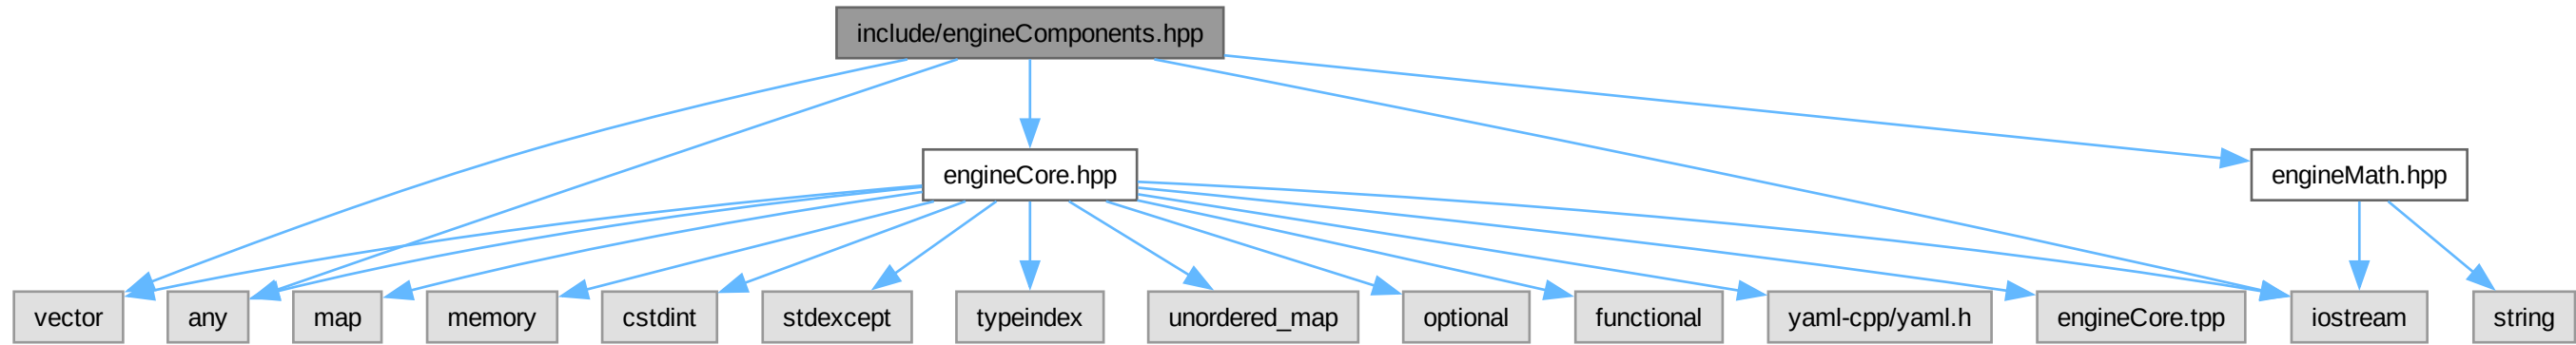 include/engineComponents.hpp
engineCore.hpp
engineMath.hpp
vector
any
map
memory
cstdint
stdexcept
typeindex
unordered_map
optional
functional
yaml-cpp/yaml.h
engineCore.tpp
iostream
string